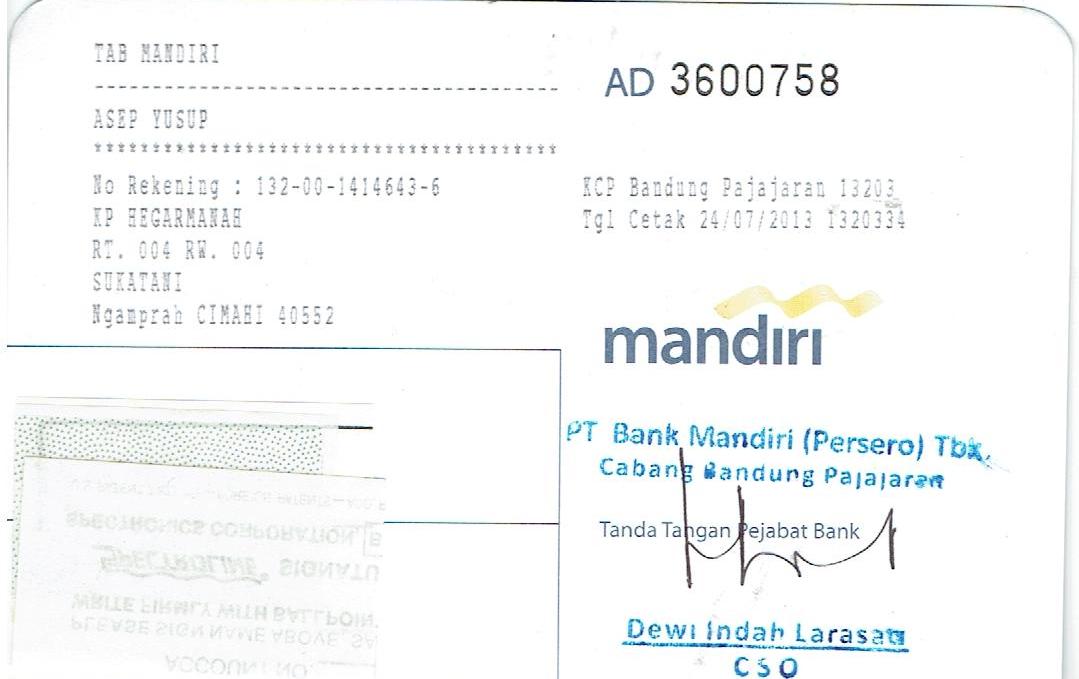 TAB MANDIRI
ASEP YUSUP
No Rekening : 132-00-1414643-6
KP HEGARMANAH
RT. 004 RW. 004
SUKATANI
Ngamprah CIMAHI 40552
AD 3600758
KCP Bandung Pajajaran 13203
Tgl Cetak 24/07/2013 1320334
mandiri
PT Bank Mandiri (Persero) Tbk.
Cabang Bandung Pajajaran
Tanda Tangan Pejabat Bank
Dewi Indah Larasati
CSO
SPECTRONICS CORPORATION,
SPECTROLINE® SIGNATU
WRITE FIRMLY WITH BALLPOIN
PLEASE SIGN NAME ABOVE, SA
ACCOUNT NO.